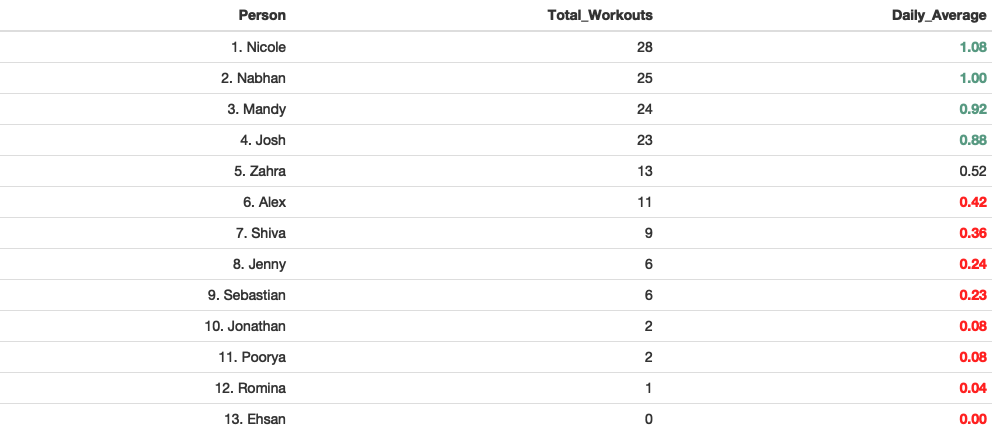 Person Total_Workouts Daily_Average
1. Nicole 28 1.08
2. Nabhan 25 1.00
3. Mandy 24 0.92
4. Josh 23 0.88
5. Zahra 13 0.52
6. Alex 11 0.42
7. Shiva 9 0.36
8. Jenny 6 0.24
9. Sebastian 6 0.23
10. Jonathan 2 0.08
11. Poorya 2 0.08
12. Romina 1 0.04
13. Ehsan 0 0.00